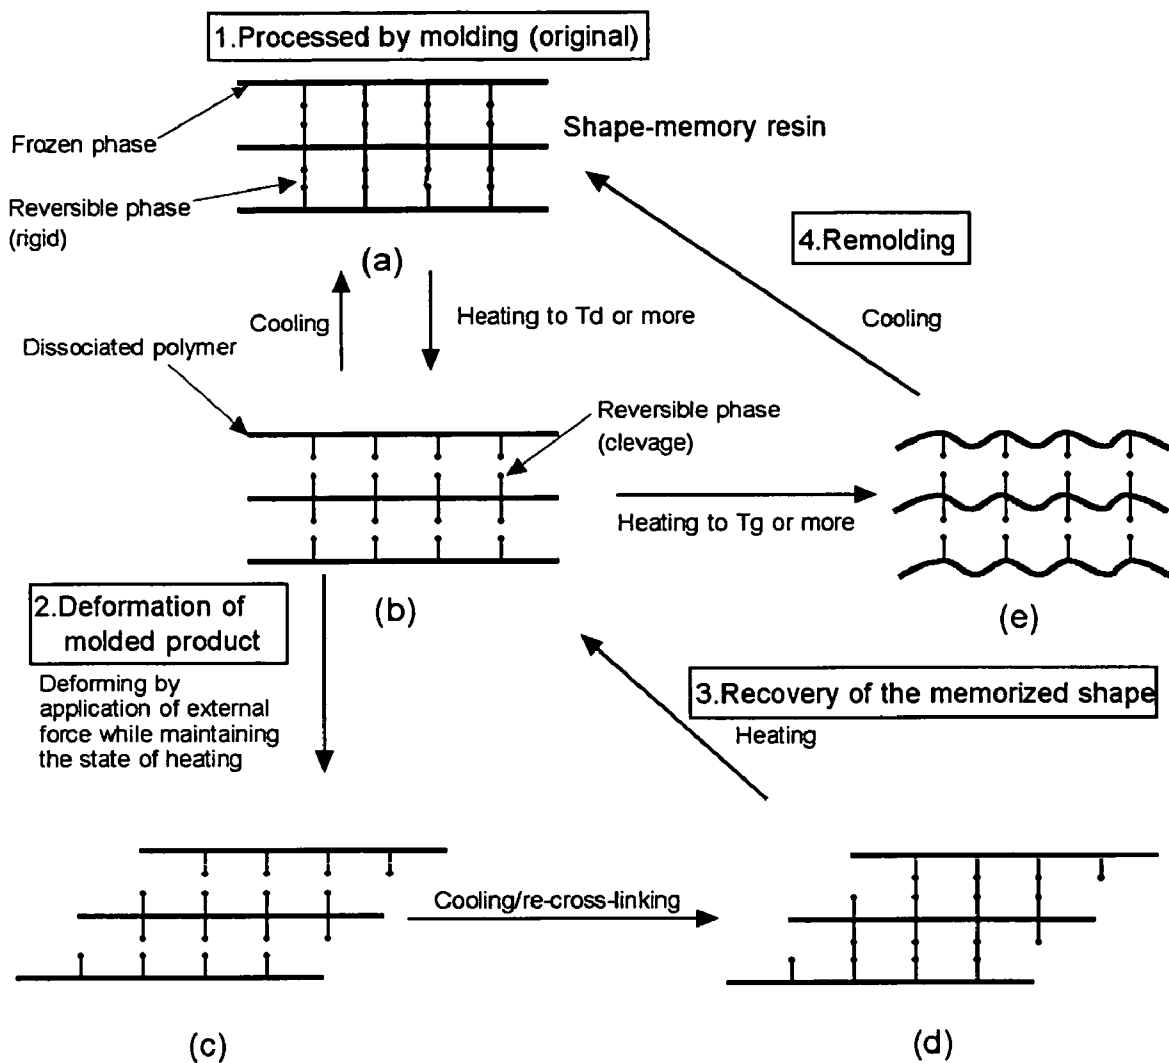 1.Processed by molding (original)
Frozen phase
Shape-memory resin
Reversible phase
(rigid)
(a)
4.Remolding
Cooling
Heating to Td or more
Cooling
Dissociated polymer
Reversible phase
(clevage)
Heating to Tg or more
(b)
(e)
2.Deformation of
molded product
Deforming by
application of external
force while maintaining
the state of heating
3.Recovery of the memorized shape
Heating
Cooling/re-cross-linking
(c)
(d)